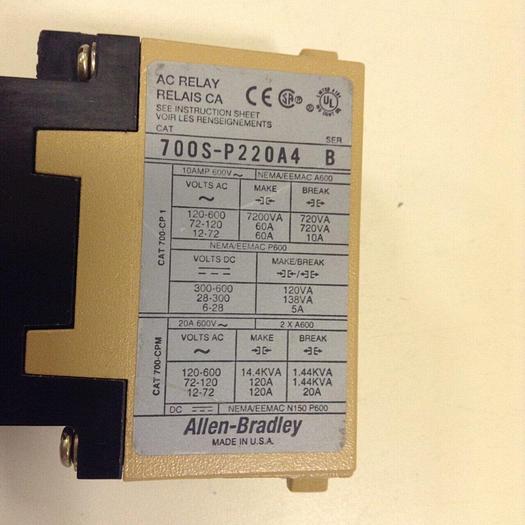 AC RELAY
RELAIS CA
SEE INSTRUCTION SHEET
VOIR LES RENSEIGNEMENTS
CE SA ® UL
CAT SER
700S-P220A4 B
CAT 700-CP1
10AMP 600V~ NEMA/EEMAC A600
VOLTS AC MAKE BREAK
~
120-600 7200VA 720VA
72-120 60A 720VA
12-72 60A 10A
NEMA/EEMAC P600
VOLTS DC MAKE/BREAK
/
300-600 120VA
28-300 138VA
6-28 5A
CAT 700-CPM
20A 600V~ 2 X A600
VOLTS AC MAKE BREAK
~
120-600 14.4KVA 1.44KVA
72-120 120A 1.44KVA
12-72 120A 20A
DC NEMA/EEMAC N150 P600
Allen-Bradley
MADE IN U.S.A.